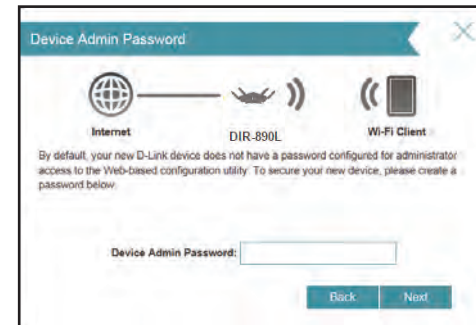 Device Admin Password
Internet
DIR-890L
Wi-Fi Client
By default, your new D-Link device does not have a password configured for administrator
access to the Web-based configuration utility. To secure your new device, please create a
password below.
Device Admin Password:
Back Next